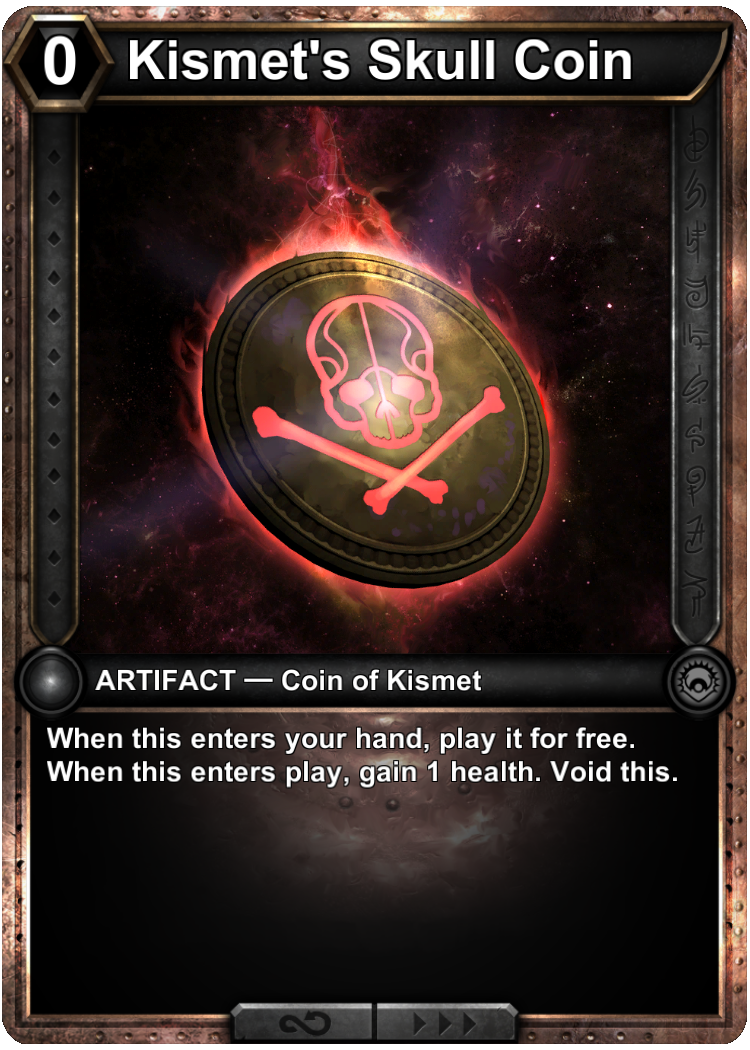 0
Kismet's Skull Coin
ARTIFACT — Coin of Kismet
When this enters your hand, play it for free.
When this enters play, gain 1 health. Void this.